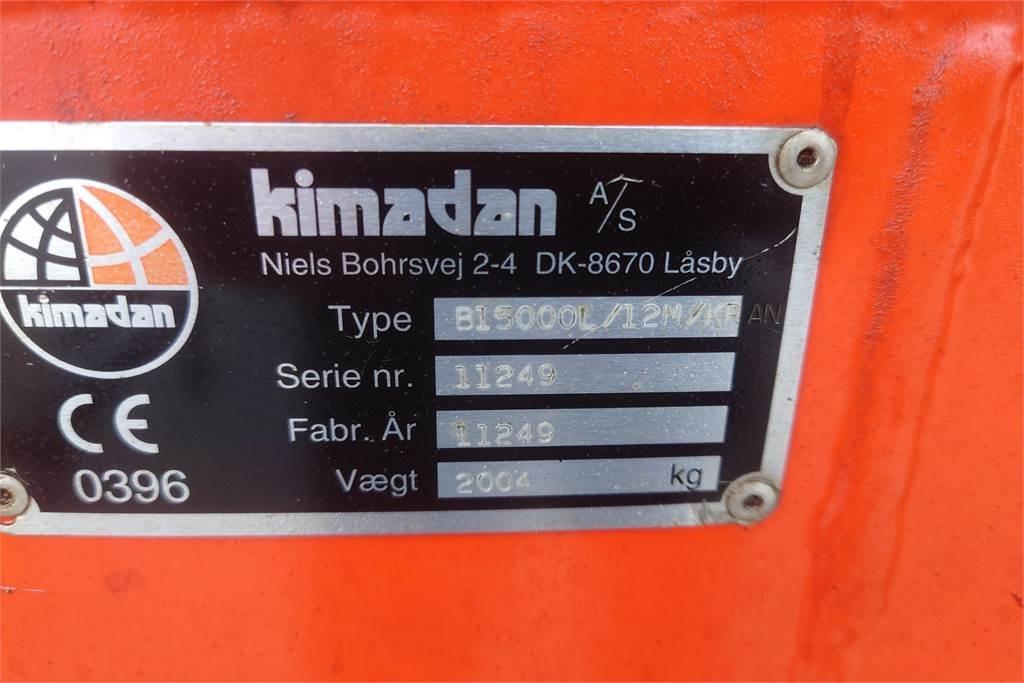 kimadan A/S
Niels Bohrsvej 2-4 DK-8670 Låsby
kimadan
Type B15000L/12M/KRAN
Serie nr. 11249
Fabr. År 11249
Vægt 2004 kg
CE
0396